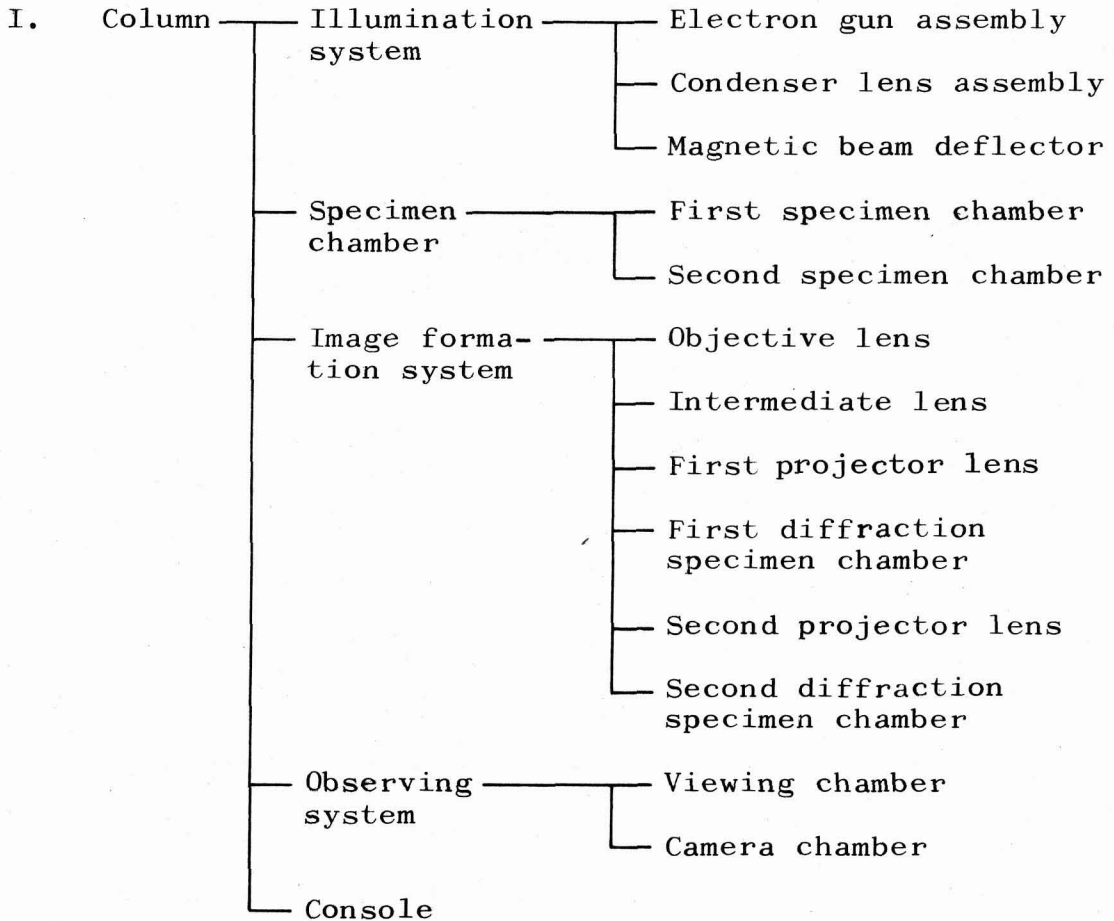 I. Column Illumination Electron gun assembly
system
Condenser lens assembly
Magnetic beam deflector
Specimen First specimen chamber
chamber
Second specimen chamber
Image forma- Objective lens
tion system
Intermediate lens
First projector lens
First diffraction
specimen chamber
Second projector lens
Second diffraction
specimen chamber
Observing Viewing chamber
system
Camera chamber
Console